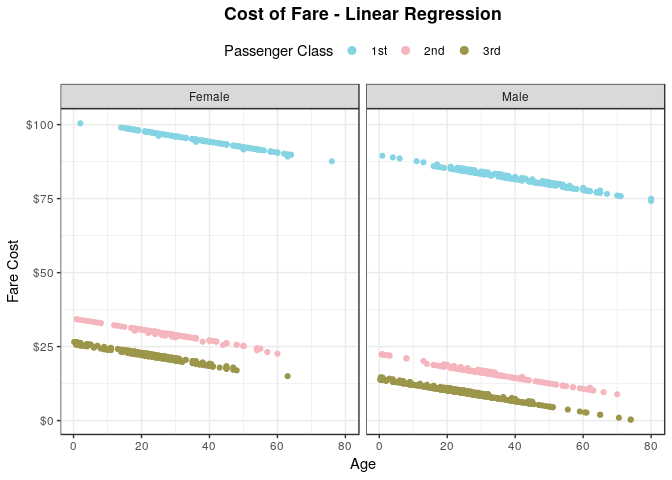 Cost of Fare - Linear Regression
Passenger Class 1st 2nd 3rd
Female Male
$100
$75
$50
$25
$0
Fare Cost
0 20 40 60 80 0 20 40 60 80
Age